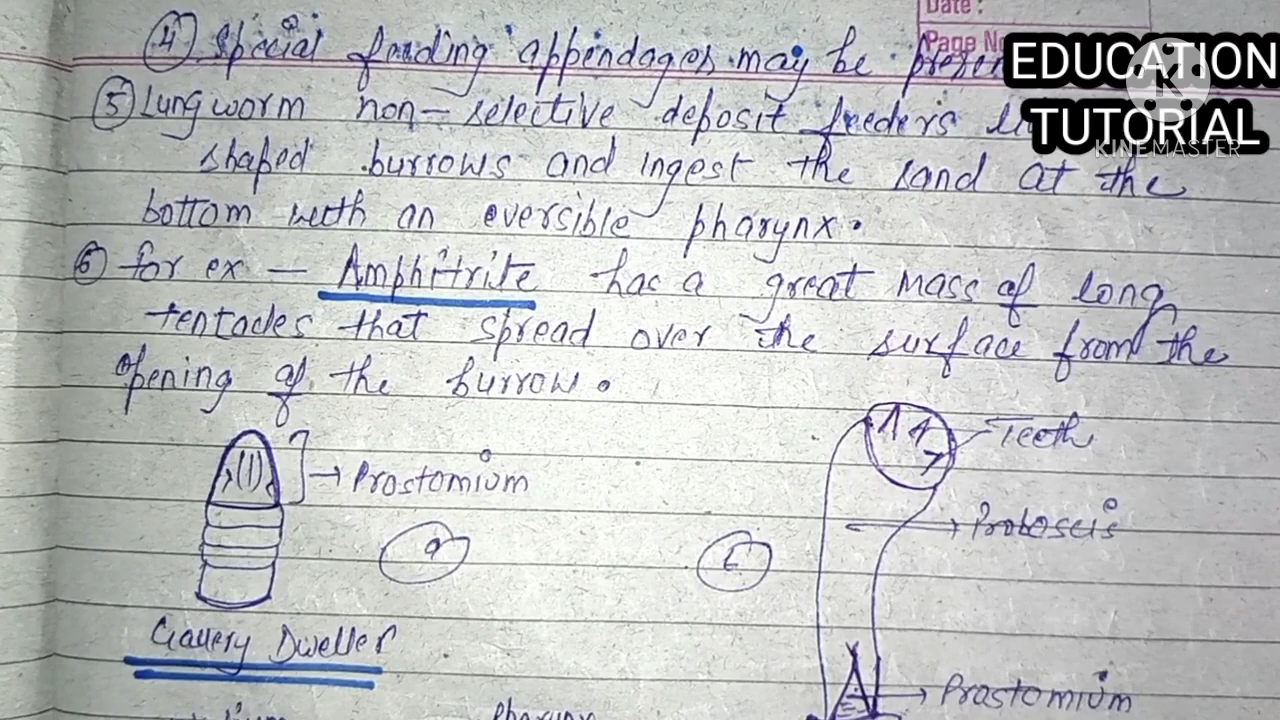 Date :
Page No
④ Special feeding appendages may be presen
EDUCATION
TUTORIAL
KINEMASTER
⑤ Lungworm non-selective deposit feeders
shaped burrows and ingest the sand at the
bottom with an eversible pharynx.
⑥ for ex — Amphitrite has a great mass of long
tentacles that spread over the surface from the
opening of the burrow.
Teeth
Prostomium
Proboscis
Gallery Dweller
Prostomium
Pharynx